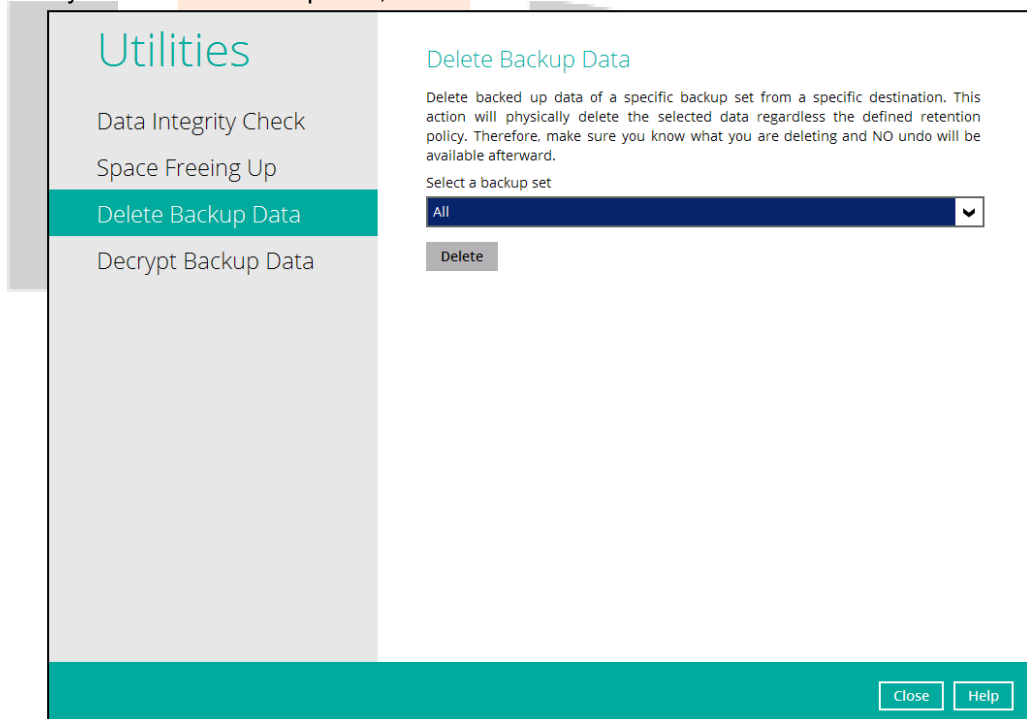 Utilities
Data Integrity Check
Space Freeing Up
Delete Backup Data
Decrypt Backup Data
Delete Backup Data
Delete backed up data of a specific backup set from a specific destination. This
action will physically delete the selected data regardless the defined retention
policy. Therefore, make sure you know what you are deleting and NO undo will be
available afterward.
Select a backup set
All
Delete
Close
Help